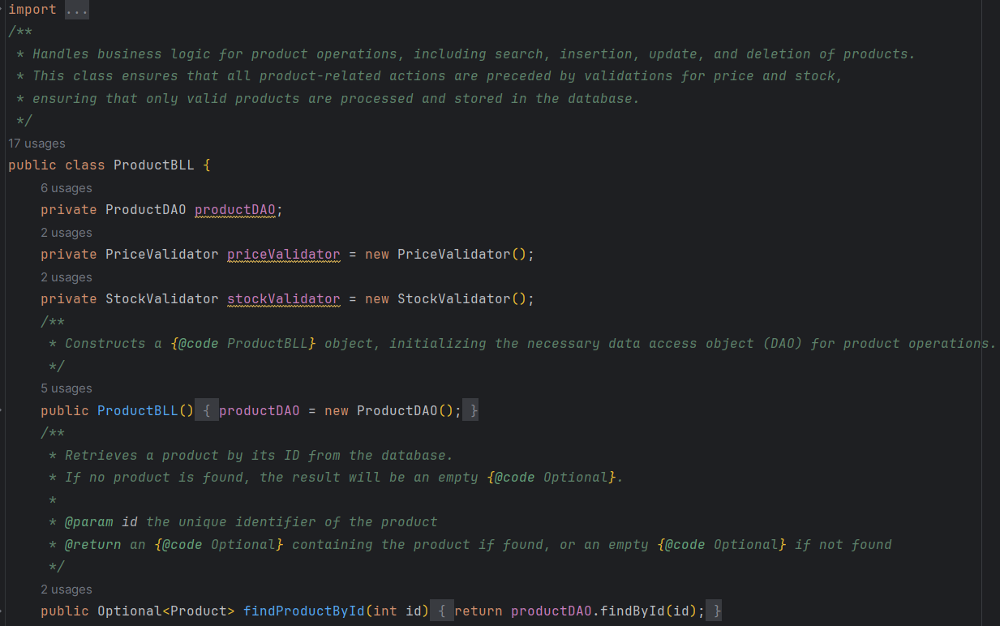 import ...
/**
 * Handles business logic for product operations, including search, insertion, update, and deletion of products.
 * This class ensures that all product-related actions are preceded by validations for price and stock,
 * ensuring that only valid products are processed and stored in the database.
 */
17 usages
public class ProductBLL {
    6 usages
    private ProductDAO productDAO;
    2 usages
    private PriceValidator priceValidator = new PriceValidator();
    2 usages
    private StockValidator stockValidator = new StockValidator();
    /**
     * Constructs a {@code ProductBLL} object, initializing the necessary data access object (DAO) for product operations.
     */
    5 usages
    public ProductBLL() { productDAO = new ProductDAO(); }
    /**
     * Retrieves a product by its ID from the database.
     * If no product is found, the result will be an empty {@code Optional}.
     *
     * @param id the unique identifier of the product
     * @return an {@code Optional} containing the product if found, or an empty {@code Optional} if not found
     */
    2 usages
    public Optional<Product> findProductById(int id) { return productDAO.findById(id); }